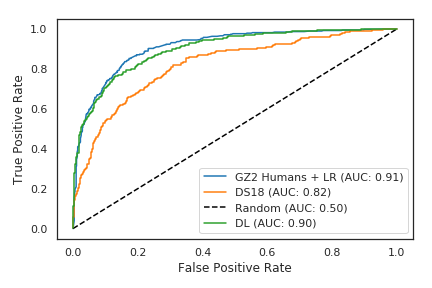 1.0
0.8
0.6
0.4
0.2
0.0
True Positive Rate
GZ2 Humans + LR (AUC: 0.91)
DS18 (AUC: 0.82)
Random (AUC: 0.50)
DL (AUC: 0.90)
0.0 0.2 0.4 0.6 0.8 1.0
False Positive Rate